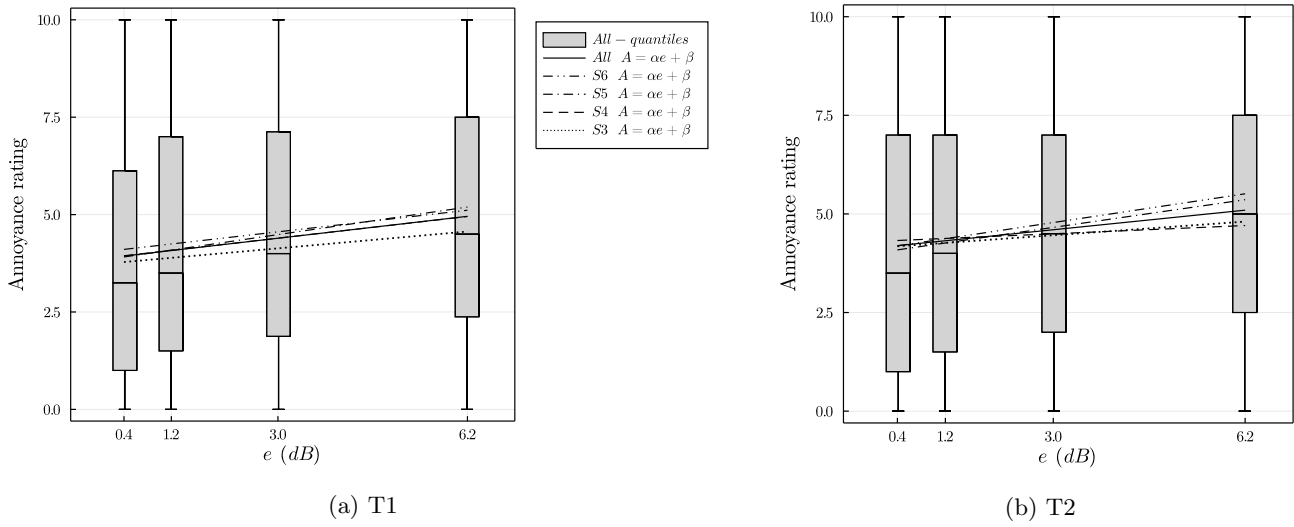 10.0
7.5
5.0
2.5
0.0
Annoyance rating
0.4 1.2 3.0 6.2
e (dB)
(a) T1
All − quantiles
All A = αe + β
S6 A = αe + β
S5 A = αe + β
S4 A = αe + β
S3 A = αe + β
10.0
7.5
5.0
2.5
0.0
Annoyance rating
0.4 1.2 3.0 6.2
e (dB)
(b) T2